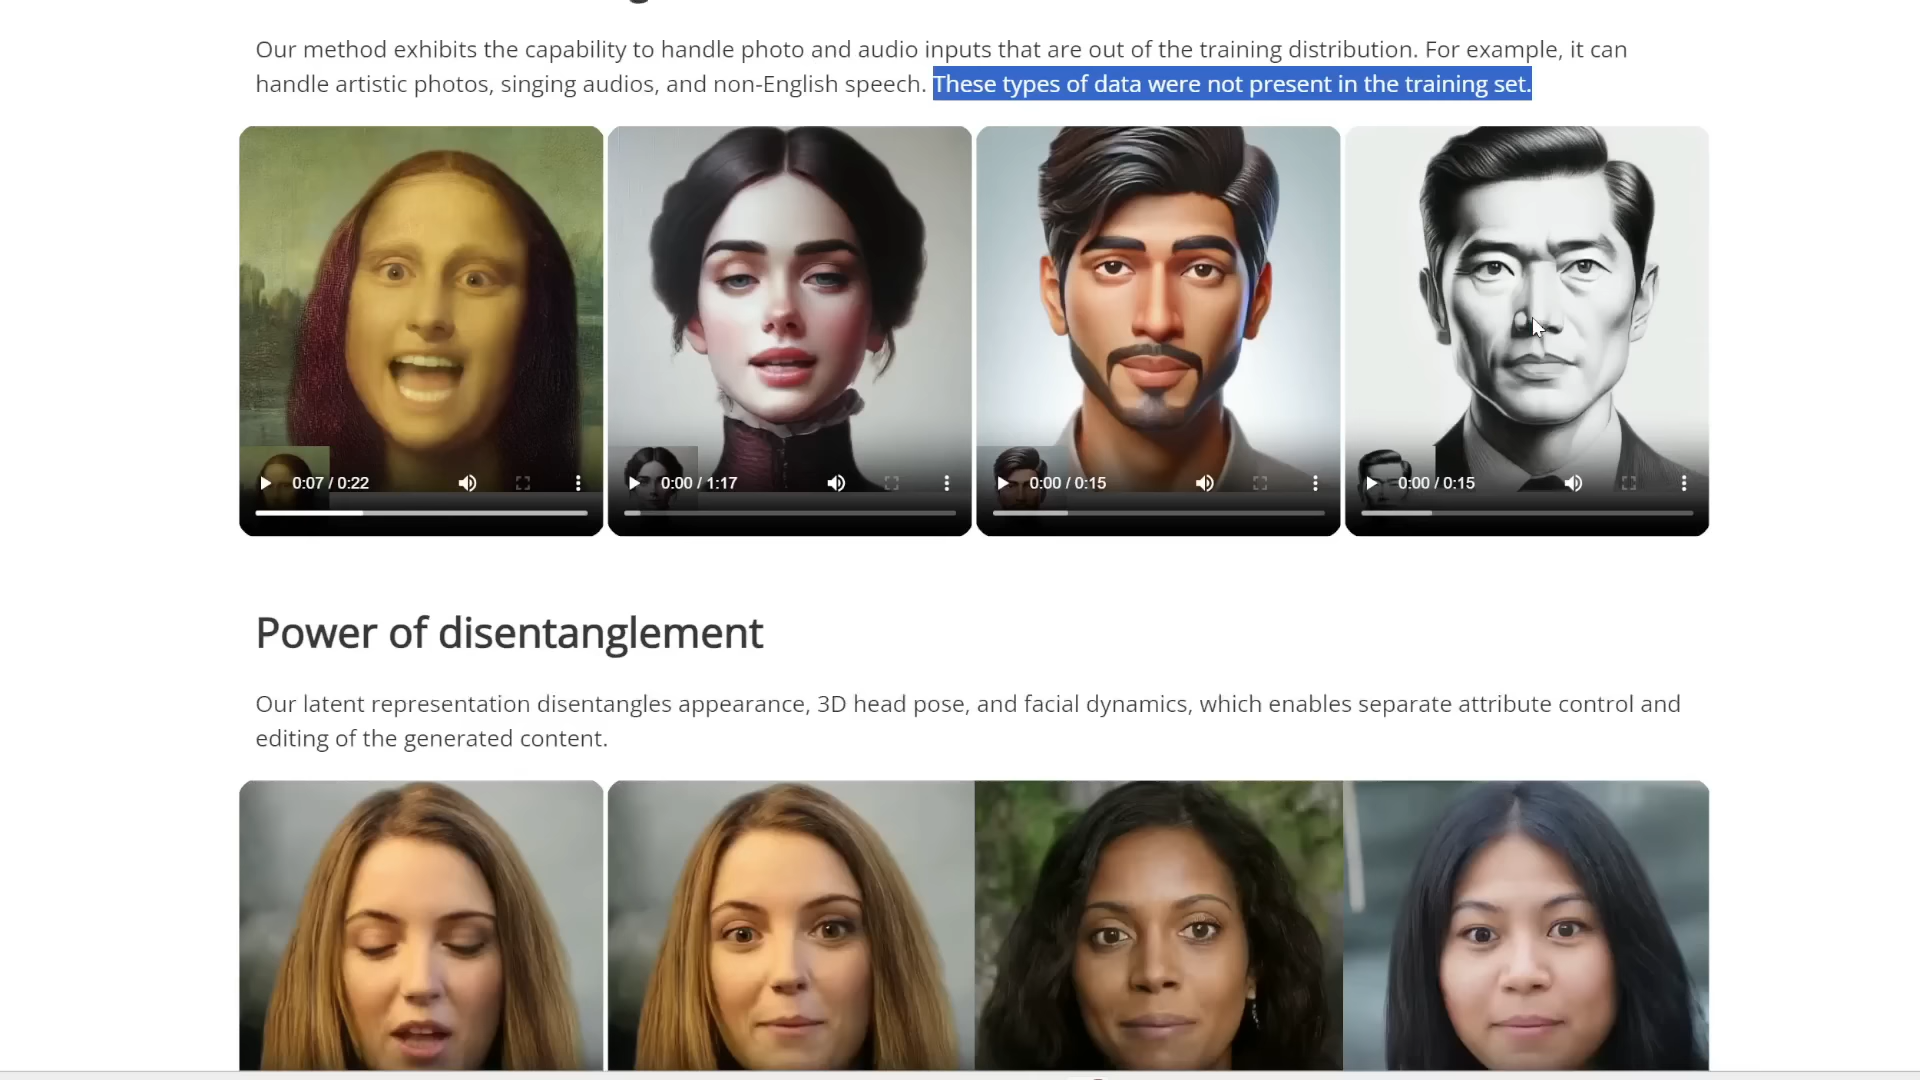 Our method exhibits the capability to handle photo and audio inputs that are out of the training distribution. For example, it can
handle artistic photos, singing audios, and non-English speech. These types of data were not present in the training set.
0:07 / 0:22
0:00 / 1:17
0:00 / 0:15
0:00 / 0:15
Power of disentanglement
Our latent representation disentangles appearance, 3D head pose, and facial dynamics, which enables separate attribute control and
editing of the generated content.